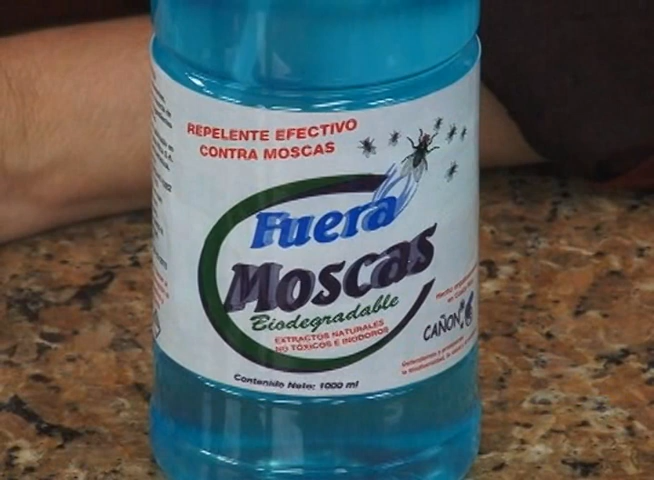 REPELENTE EFECTIVO
CONTRA MOSCAS
Fuera
Moscas
Biodegradable
EXTRACTOS NATURALES
NO TÓXICOS E INODOROS
CAÑON
Contenido Neto: 1000 ml